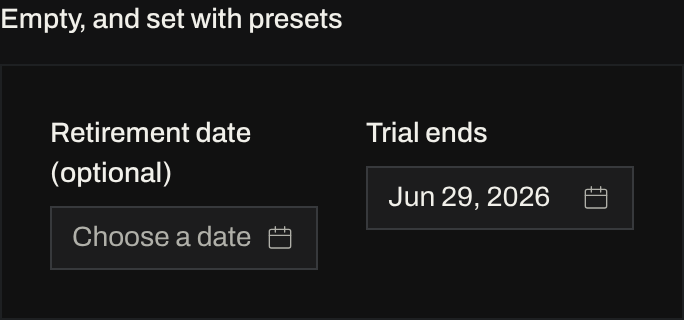 Empty, and set with presets
Retirement date
(optional)
Choose a date
Trial ends
Jun 29, 2026